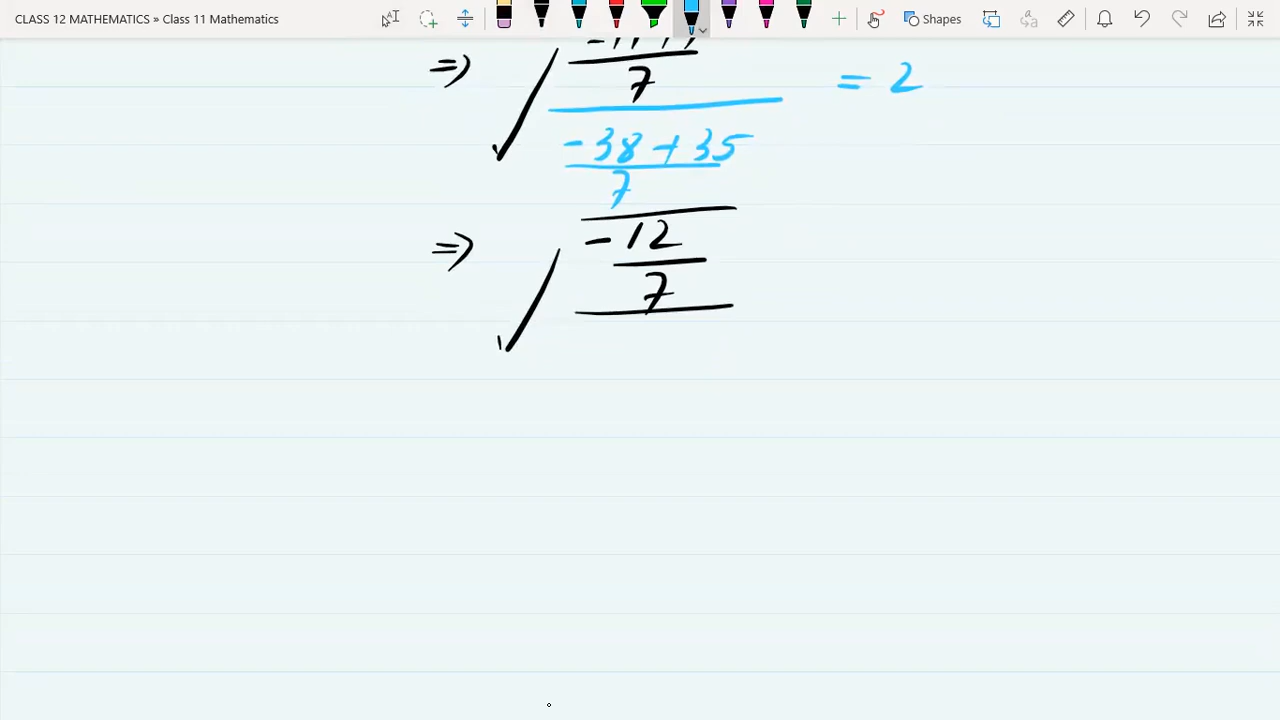 CLASS 12 MATHEMATICS » Class 11 Mathematics
Shapes
=>
7
= 2
-38 + 35
7
=> √
-12
7